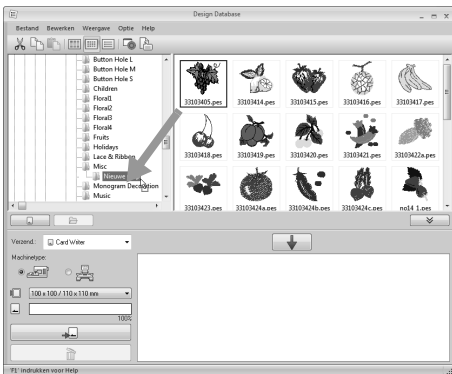 Design Database
Bestand Bewerken Weergave Optie Help
Button Hole L
Button Hole M
Button Hole S
Children
Floral1
Floral2
Floral3
Floral4
Fruits
Holidays
Lace & Ribbon
Misc
Nieuwe
Monogram Decoration
Music
33103405.pes 33103414.pes 33103415.pes 33103416.pes 33103417.pes
33103418.pes 33103419.pes 33103420.pes 33103421.pes 33103422a.pes
33103423.pes 33103424a.pes 33103424b.pes 33103424c.pes no14_1.pes
Verzend.: Card Writer
Machinetype:
100 x 100 / 110 x 110 mm
100%
'F1' indrukken voor Help